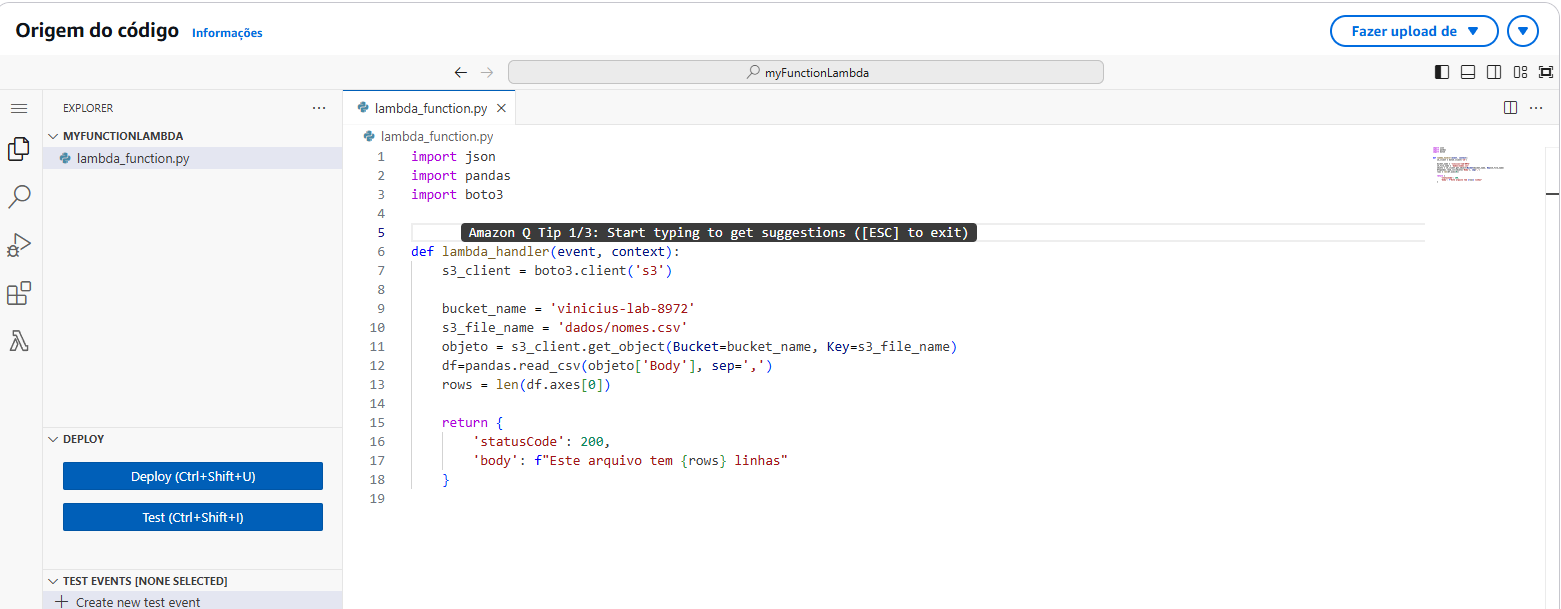 Origem do código Informações
Fazer upload de
myFunctionLambda
EXPLORER
MYFUNCTIONLAMBDA
lambda_function.py
DEPLOY
Deploy (Ctrl+Shift+U)
Test (Ctrl+Shift+I)
TEST EVENTS [NONE SELECTED]
Create new test event
lambda_function.py
lambda_function.py
1 import json
2 import pandas
3 import boto3
4
5 Amazon Q Tip 1/3: Start typing to get suggestions ([ESC] to exit)
6 def lambda_handler(event, context):
7     s3_client = boto3.client('s3')
8
9     bucket_name = 'vinicius-lab-8972'
10     s3_file_name = 'dados/nomes.csv'
11     objeto = s3_client.get_object(Bucket=bucket_name, Key=s3_file_name)
12     df=pandas.read_csv(objeto['Body'], sep=',')
13     rows = len(df.axes[0])
14
15     return {
16         'statusCode': 200,
17         'body': f"Este arquivo tem {rows} linhas"
18     }
19